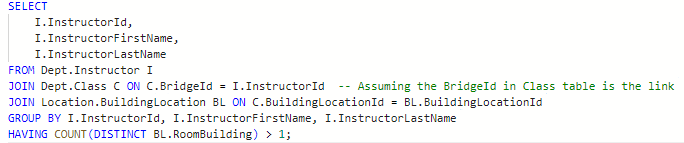 SELECT
I.InstructorId,
I.InstructorFirstName,
I.InstructorLastName
FROM Dept.Instructor I
JOIN Dept.Class C ON C.BridgeId = I.InstructorId  -- Assuming the BridgeId in Class table is the link
JOIN Location.BuildingLocation BL ON C.BuildingLocationId = BL.BuildingLocationId
GROUP BY I.InstructorId, I.InstructorFirstName, I.InstructorLastName
HAVING COUNT(DISTINCT BL.RoomBuilding) > 1;